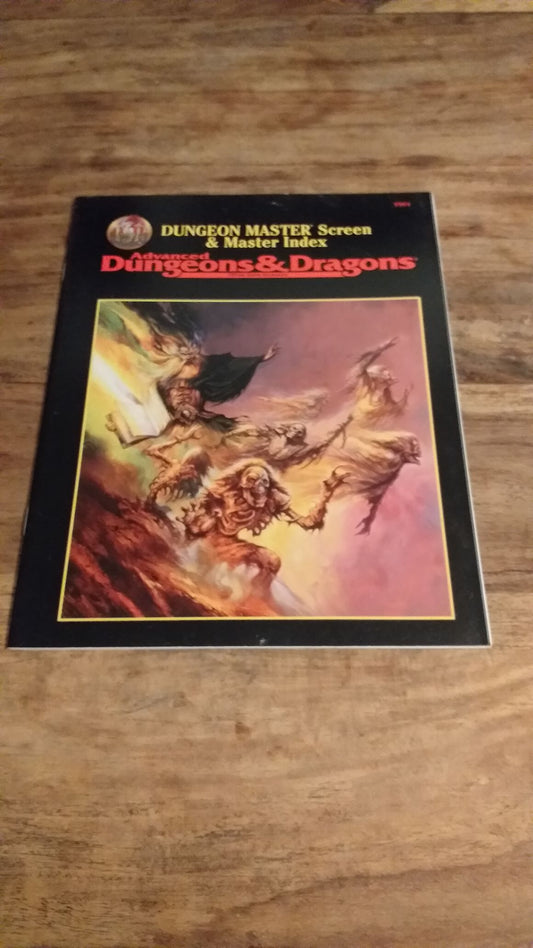 DUNGEON MASTER® Screen
& Master Index
Advanced
Dungeons & Dragons®